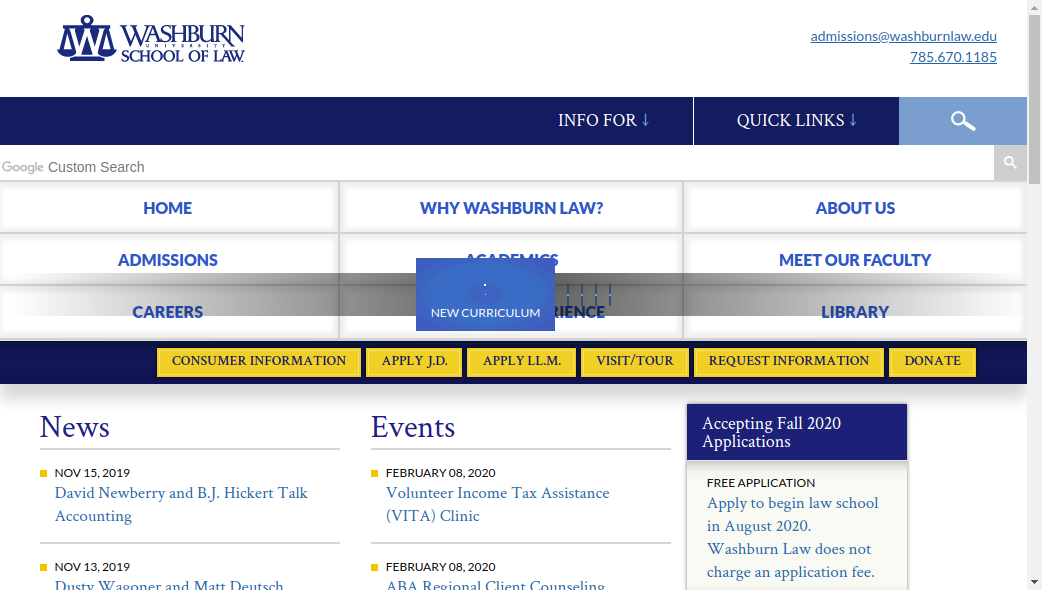 WASHBURN
UNIVERSITY
SCHOOL OF LAW
admissions@washburnlaw.edu
785.670.1185
INFO FOR ↓
QUICK LINKS ↓
Google Custom Search
HOME
WHY WASHBURN LAW?
ABOUT US
ADMISSIONS
ACADEMICS
MEET OUR FACULTY
CAREERS
NEW CURRICULUM
LIBRARY
CONSUMER INFORMATION
APPLY J.D.
APPLY LL.M.
VISIT/TOUR
REQUEST INFORMATION
DONATE
News
NOV 15, 2019
David Newberry and B.J. Hickert Talk
Accounting
NOV 13, 2019
Dusty Wagoner and Matt Deutsch
Events
FEBRUARY 08, 2020
Volunteer Income Tax Assistance
(VITA) Clinic
FEBRUARY 08, 2020
ABA Regional Client Counseling
Accepting Fall 2020
Applications
FREE APPLICATION
Apply to begin law school
in August 2020.
Washburn Law does not
charge an application fee.